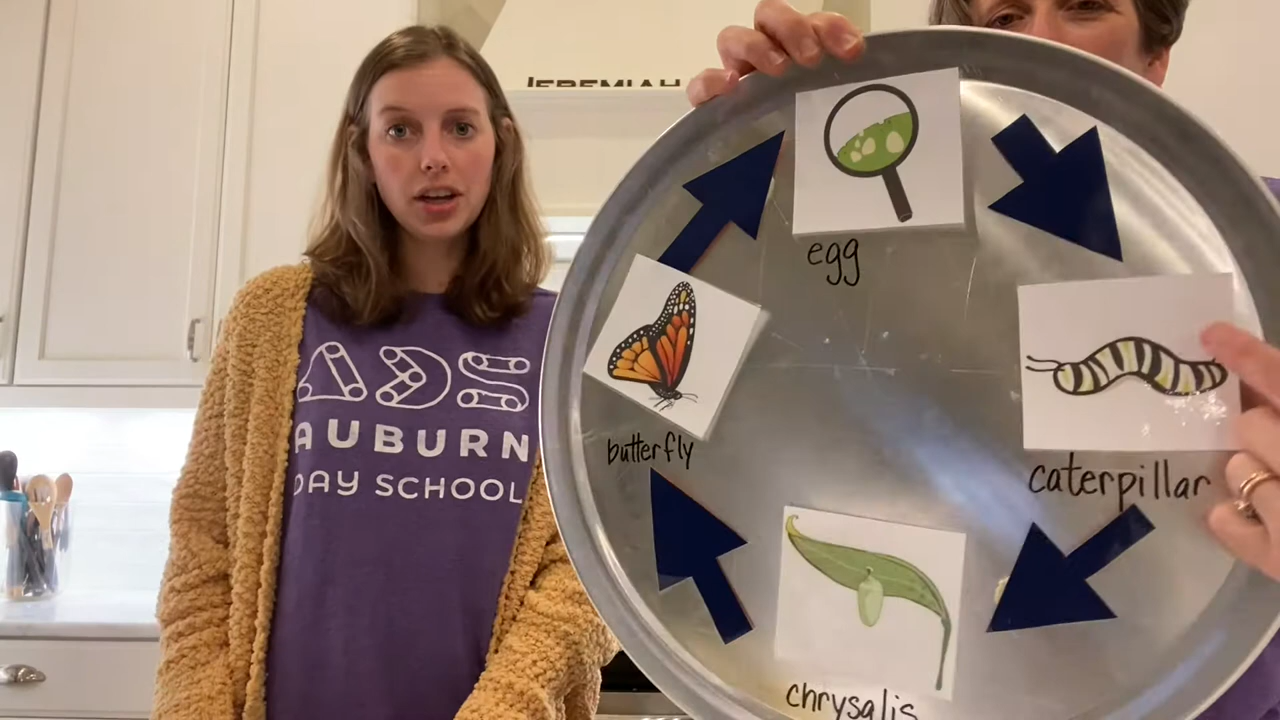 JEREMIAH
ADS
AUBURN
DAY SCHOOL
egg
caterpillar
butterfly
chrysalis